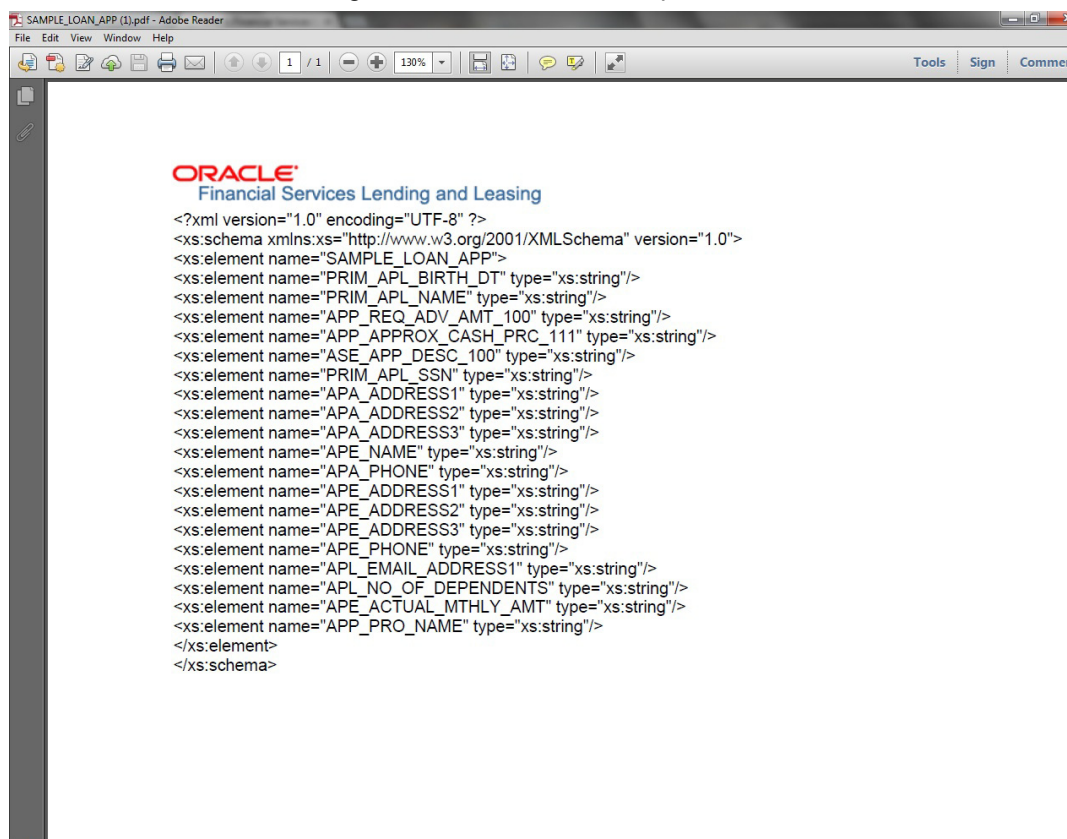 SAMPLE_LOAN_APP (1).pdf - Adobe Reader
File Edit View Window Help
1 / 1 130% Tools Sign Comme
ORACLE
Financial Services Lending and Leasing
<?xml version="1.0" encoding="UTF-8" ?>
<xs:schema xmlns:xs="http://www.w3.org/2001/XMLSchema" version="1.0">
<xs:element name="SAMPLE_LOAN_APP">
<xs:element name="PRIM_APL_BIRTH_DT" type="xs:string"/>
<xs:element name="PRIM_APL_NAME" type="xs:string"/>
<xs:element name="APP_REQ_ADV_AMT_100" type="xs:string"/>
<xs:element name="APP_APPROX_CASH_PRC_111" type="xs:string"/>
<xs:element name="ASE_APP_DESC_100" type="xs:string"/>
<xs:element name="PRIM_APL_SSN" type="xs:string"/>
<xs:element name="APA_ADDRESS1" type="xs:string"/>
<xs:element name="APA_ADDRESS2" type="xs:string"/>
<xs:element name="APA_ADDRESS3" type="xs:string"/>
<xs:element name="APE_NAME" type="xs:string"/>
<xs:element name="APA_PHONE" type="xs:string"/>
<xs:element name="APE_ADDRESS1" type="xs:string"/>
<xs:element name="APE_ADDRESS2" type="xs:string"/>
<xs:element name="APE_ADDRESS3" type="xs:string"/>
<xs:element name="APE_PHONE" type="xs:string"/>
<xs:element name="APL_EMAIL_ADDRESS1" type="xs:string"/>
<xs:element name="APL_NO_OF_DEPENDENTS" type="xs:string"/>
<xs:element name="APE_ACTUAL_MTHLY_AMT" type="xs:string"/>
<xs:element name="APP_PRO_NAME" type="xs:string"/>
</xs:element>
</xs:schema>